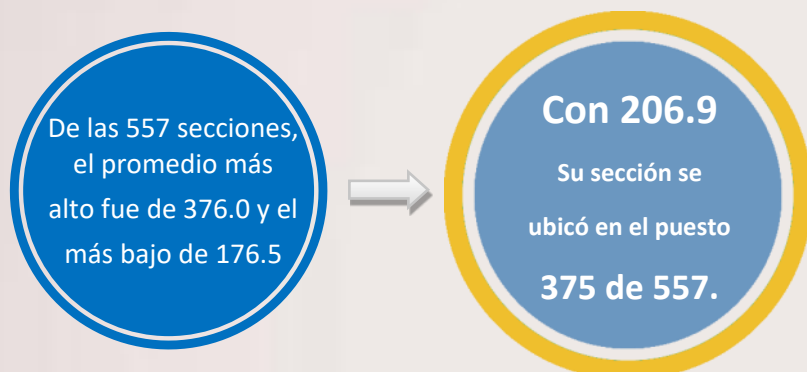 De las 557 secciones,
el promedio más
alto fue de 376.0 y el
más bajo de 176.5
Con 206.9
Su sección se
ubicó en el puesto
375 de 557.